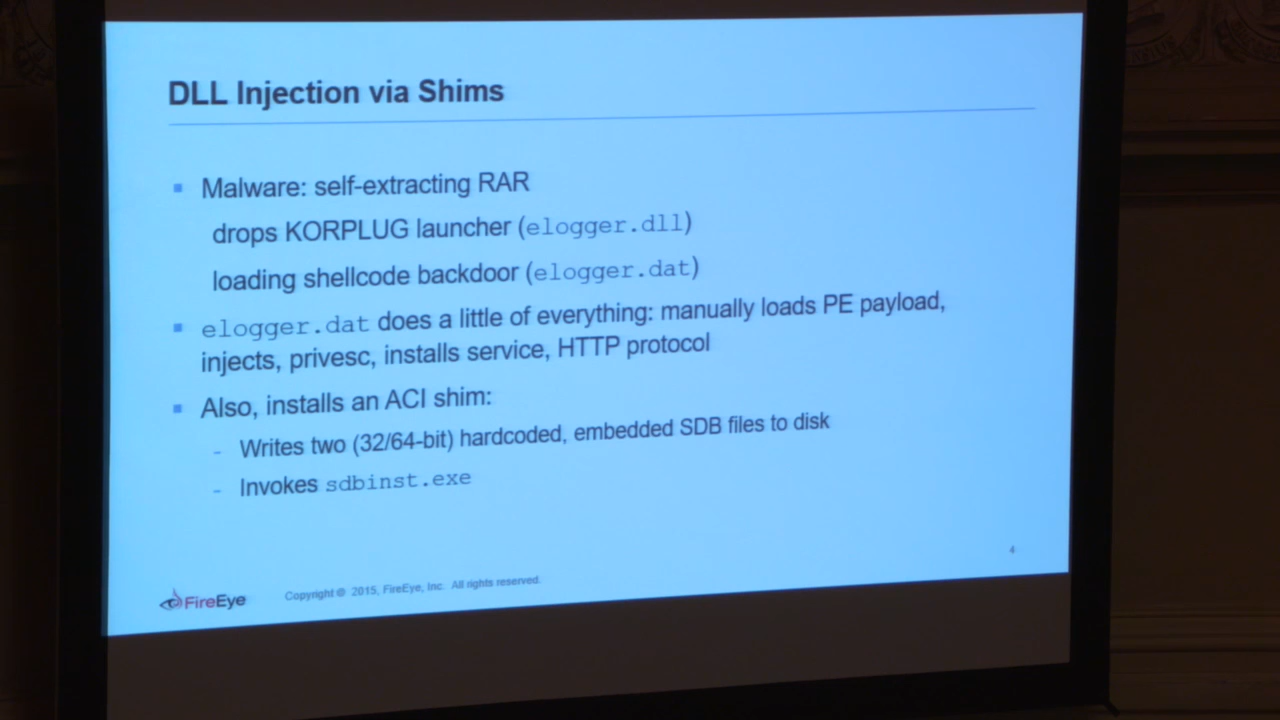 DLL Injection via Shims
Malware: self-extracting RAR
drops KORPLUG launcher (elogger.dll)
loading shellcode backdoor (elogger.dat)
elogger.dat does a little of everything: manually loads PE payload,
injects, privesc, installs service, HTTP protocol
Also, installs an ACI shim:
- Writes two (32/64-bit) hardcoded, embedded SDB files to disk
- Invokes sdbinst.exe
4
FireEye
Copyright © 2015, FireEye, Inc. All rights reserved.